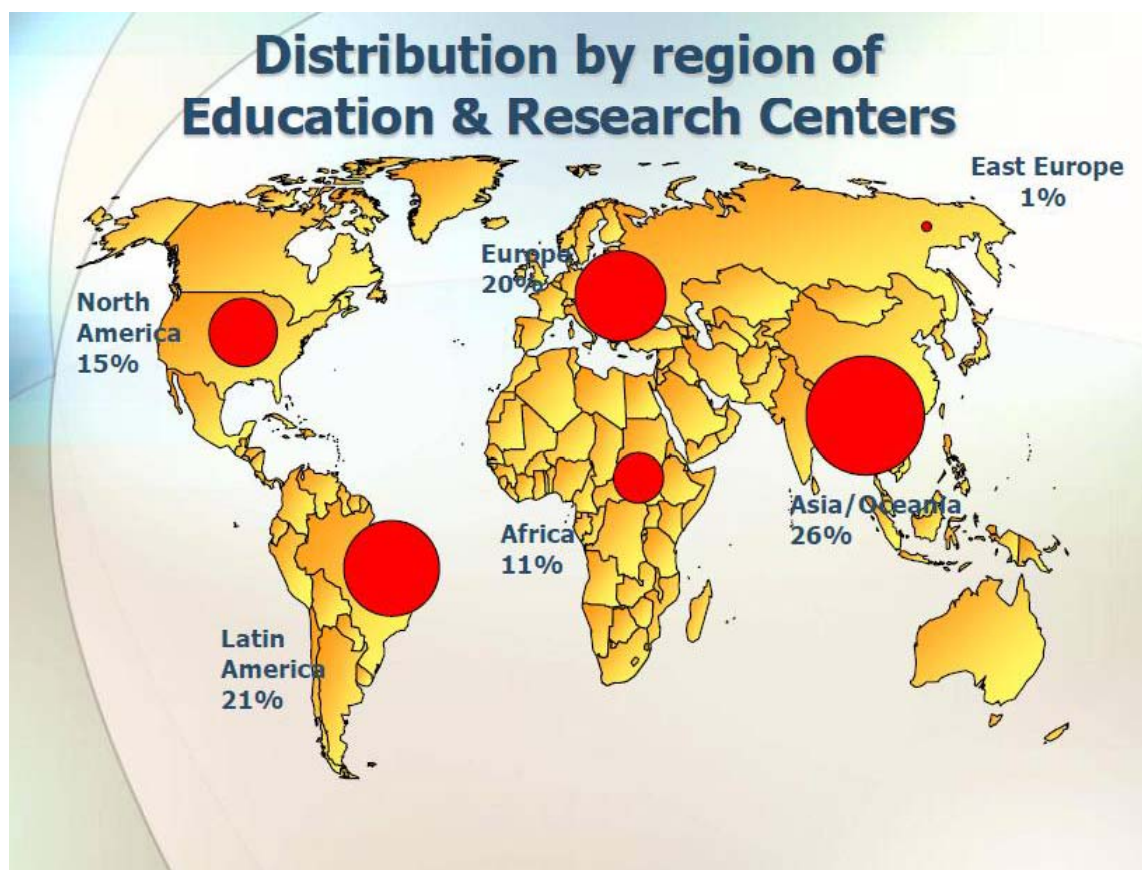 Distribution by region of
Education & Research Centers
East Europe
1%
Europe
20%
North
America
15%
Asia/Oceania
26%
Africa
11%
Latin
America
21%